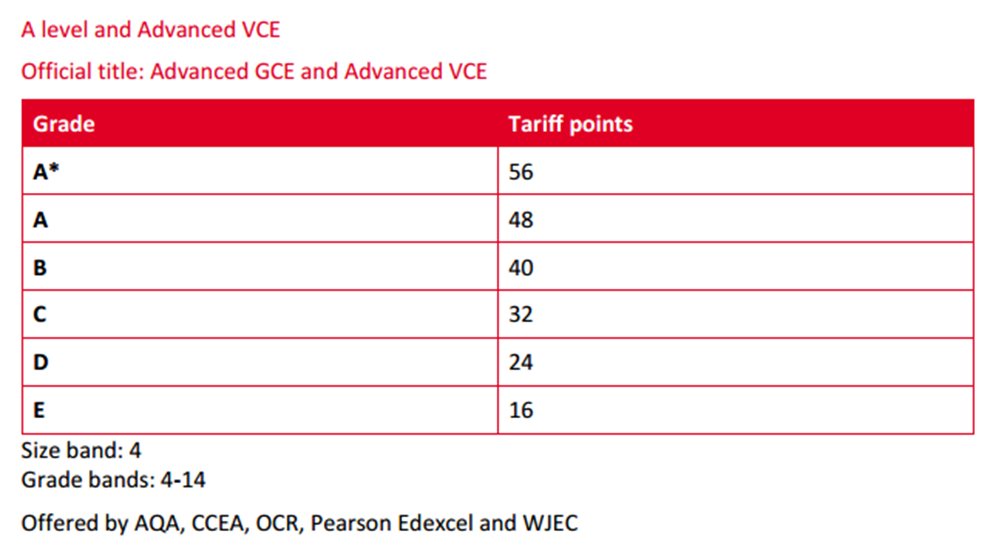 A level and Advanced VCE
Official title: Advanced GCE and Advanced VCE
Grade Tariff points
A* 56
A 48
B 40
C 32
D 24
E 16
Size band: 4
Grade bands: 4-14
Offered by AQA, CCEA, OCR, Pearson Edexcel and WJEC